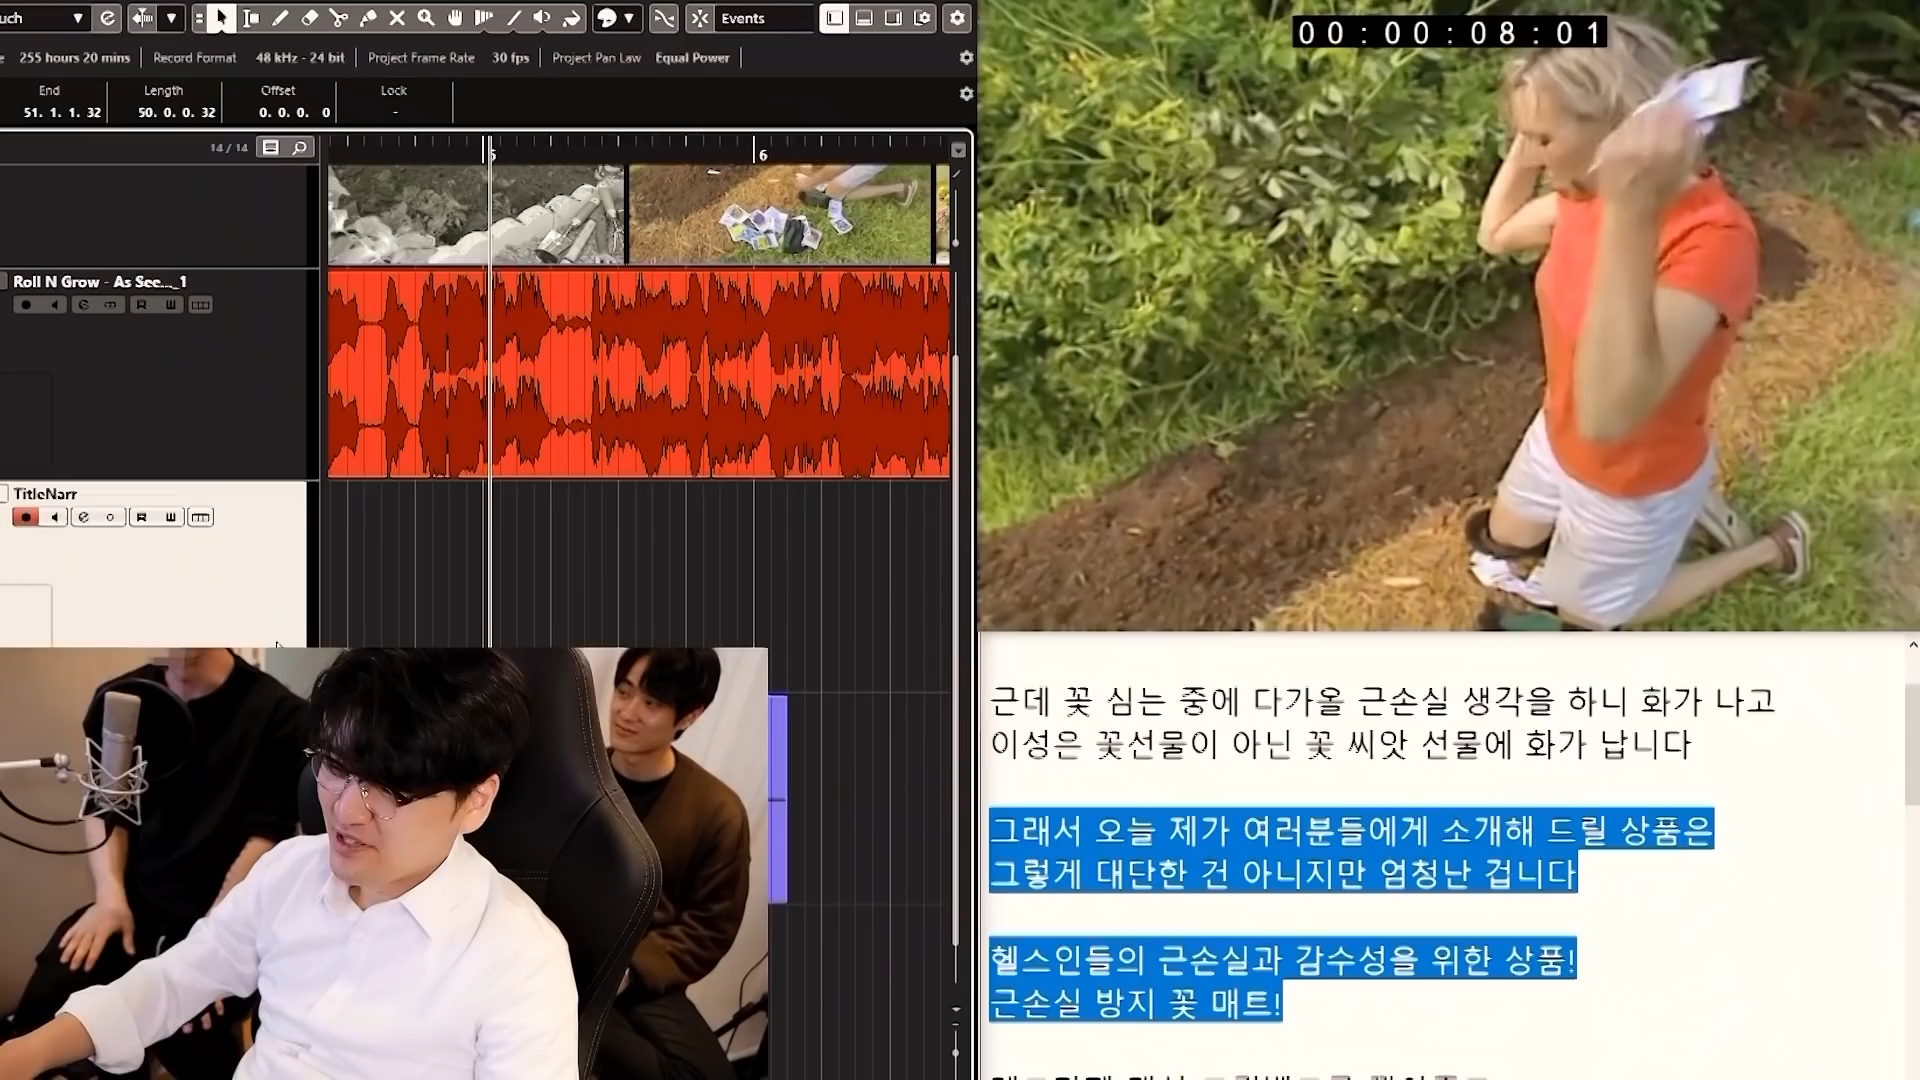 Events
255 hours 20 mins
Record Format
48 kHz - 24 bit
Project Frame Rate
30 fps
Project Pan Law
Equal Power
End
Length
Offset
Lock
51. 1. 1. 32
50. 0. 0. 32
0. 0. 0. 0
-
14 / 14
5
6
Roll N Grow - As See..._1
TitleNarr
00:00:08:01
근데 꽃 심는 중에 다가올 근손실 생각을 하니 화가 나고
이성은 꽃선물이 아닌 꽃 씨앗 선물에 화가 납니다
그래서 오늘 제가 여러분들에게 소개해 드릴 상품은
그렇게 대단한 건 아니지만 엄청난 겁니다
헬스인들의 근손실과 감수성을 위한 상품!
근손실 방지 꽃 매트!